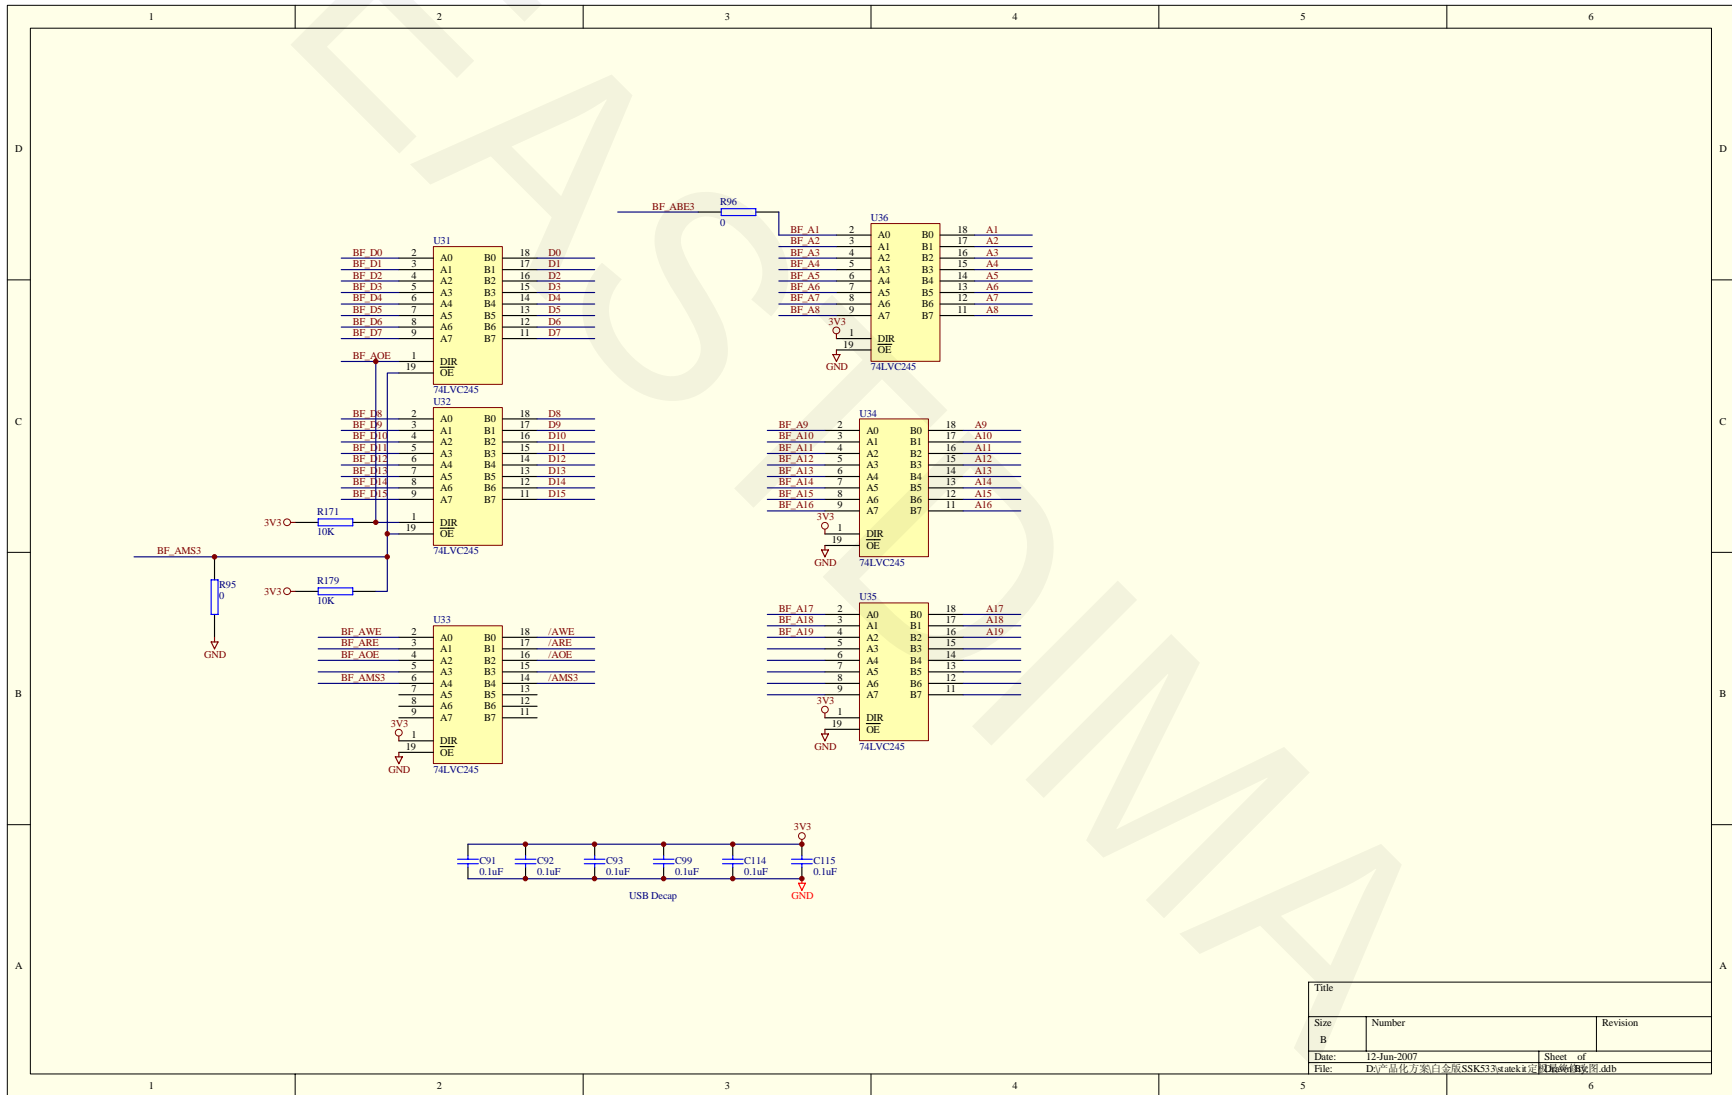 1 2 3 4 5 6
D
C
B
A
D
C
B
A
EASTDIMA
BF_ABE3
R96
0
U36
BF_A1 2 A0 B0 18 A1
BF_A2 3 A1 B1 17 A2
BF_A3 4 A2 B2 16 A3
BF_A4 5 A3 B3 15 A4
BF_A5 6 A4 B4 14 A5
BF_A6 7 A5 B5 13 A6
BF_A7 8 A6 B6 12 A7
BF_A8 9 A7 B7 11 A8
3V3
1 DIR
19 OE
GND
74LVC245
U31
BF_D0 2 A0 B0 18 D0
BF_D1 3 A1 B1 17 D1
BF_D2 4 A2 B2 16 D2
BF_D3 5 A3 B3 15 D3
BF_D4 6 A4 B4 14 D4
BF_D5 7 A5 B5 13 D5
BF_D6 8 A6 B6 12 D6
BF_D7 9 A7 B7 11 D7
BF_AOE 1 DIR
19 OE
74LVC245
U32
BF_D8 2 A0 B0 18 D8
BF_D9 3 A1 B1 17 D9
BF_D10 4 A2 B2 16 D10
BF_D11 5 A3 B3 15 D11
BF_D12 6 A4 B4 14 D12
BF_D13 7 A5 B5 13 D13
BF_D14 8 A6 B6 12 D14
BF_D15 9 A7 B7 11 D15
3V3
R171
10K
1 DIR
19 OE
74LVC245
BF_AMS3
R95
0
GND
3V3
R179
10K
U34
BF_A9 2 A0 B0 18 A9
BF_A10 3 A1 B1 17 A10
BF_A11 4 A2 B2 16 A11
BF_A12 5 A3 B3 15 A12
BF_A13 6 A4 B4 14 A13
BF_A14 7 A5 B5 13 A14
BF_A15 8 A6 B6 12 A15
BF_A16 9 A7 B7 11 A16
3V3
1 DIR
19 OE
GND
74LVC245
U33
BF_AWE 2 A0 B0 18 /AWE
BF_ARE 3 A1 B1 17 /ARE
BF_AOE 4 A2 B2 16 /AOE
5 A3 B3 15
BF_AMS3 6 A4 B4 14 /AMS3
7 A5 B5 13
8 A6 B6 12
9 A7 B7 11
3V3
1 DIR
19 OE
GND
74LVC245
U35
BF_A17 2 A0 B0 18 A17
BF_A18 3 A1 B1 17 A18
BF_A19 4 A2 B2 16 A19
5 A3 B3 15
6 A4 B4 14
7 A5 B5 13
8 A6 B6 12
9 A7 B7 11
3V3
1 DIR
19 OE
GND
74LVC245
3V3
C91 C92 C93 C99 C114 C115
0.1uF 0.1uF 0.1uF 0.1uF 0.1uF 0.1uF
USB Decap
GND
Title
Size Number Revision
B
Date: 12-Jun-2007 Sheet of
File: D:\产品化方案\白金版SSK533\statekit .ddb
1 2 3 4 5 6